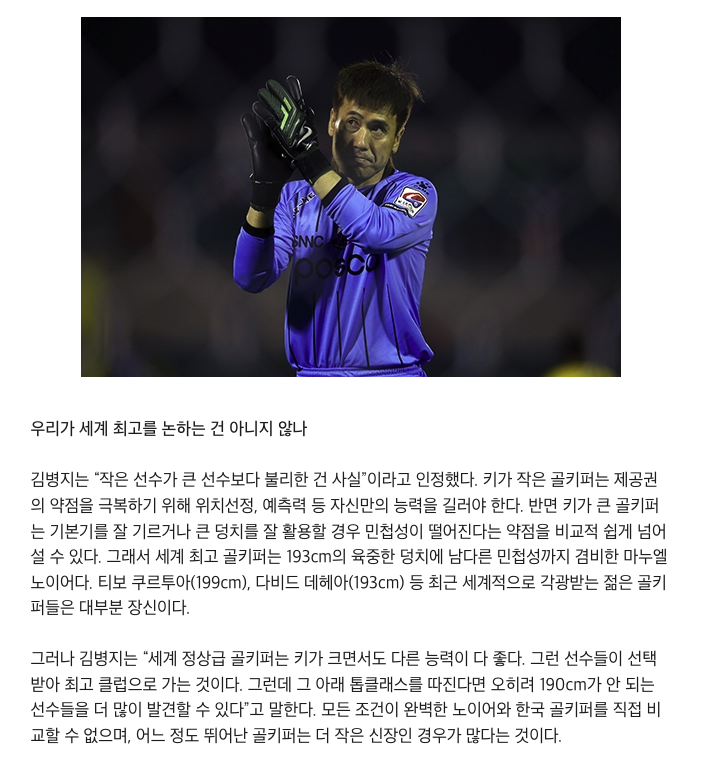 SNNC
posco
우리가 세계 최고를 논하는 건 아니지 않나
김병지는 “작은 선수가 큰 선수보다 불리한 건 사실”이라고 인정했다. 키가 작은 골키퍼는 제공권
의 약점을 극복하기 위해 위치선정, 예측력 등 자신만의 능력을 길러야 한다. 반면 키가 큰 골키퍼
는 기본기를 잘 기르거나 큰 덩치를 잘 활용할 경우 민첩성이 떨어진다는 약점을 비교적 쉽게 넘어
설 수 있다. 그래서 세계 최고 골키퍼는 193cm의 육중한 덩치에 남다른 민첩성까지 겸비한 마누엘
노이어다. 티보 쿠르투아(199cm), 다비드 데헤아(193cm) 등 최근 세계적으로 각광받는 젊은 골키
퍼들은 대부분 장신이다.
그러나 김병지는 “세계 정상급 골키퍼는 키가 크면서도 다른 능력이 다 좋다. 그런 선수들이 선택
받아 최고 클럽으로 가는 것이다. 그런데 그 아래 톱클래스를 따진다면 오히려 190cm가 안 되는
선수들을 더 많이 발견할 수 있다”고 말한다. 모든 조건이 완벽한 노이어와 한국 골키퍼를 직접 비
교할 수 없으며, 어느 정도 뛰어난 골키퍼는 더 작은 신장인 경우가 많다는 것이다.